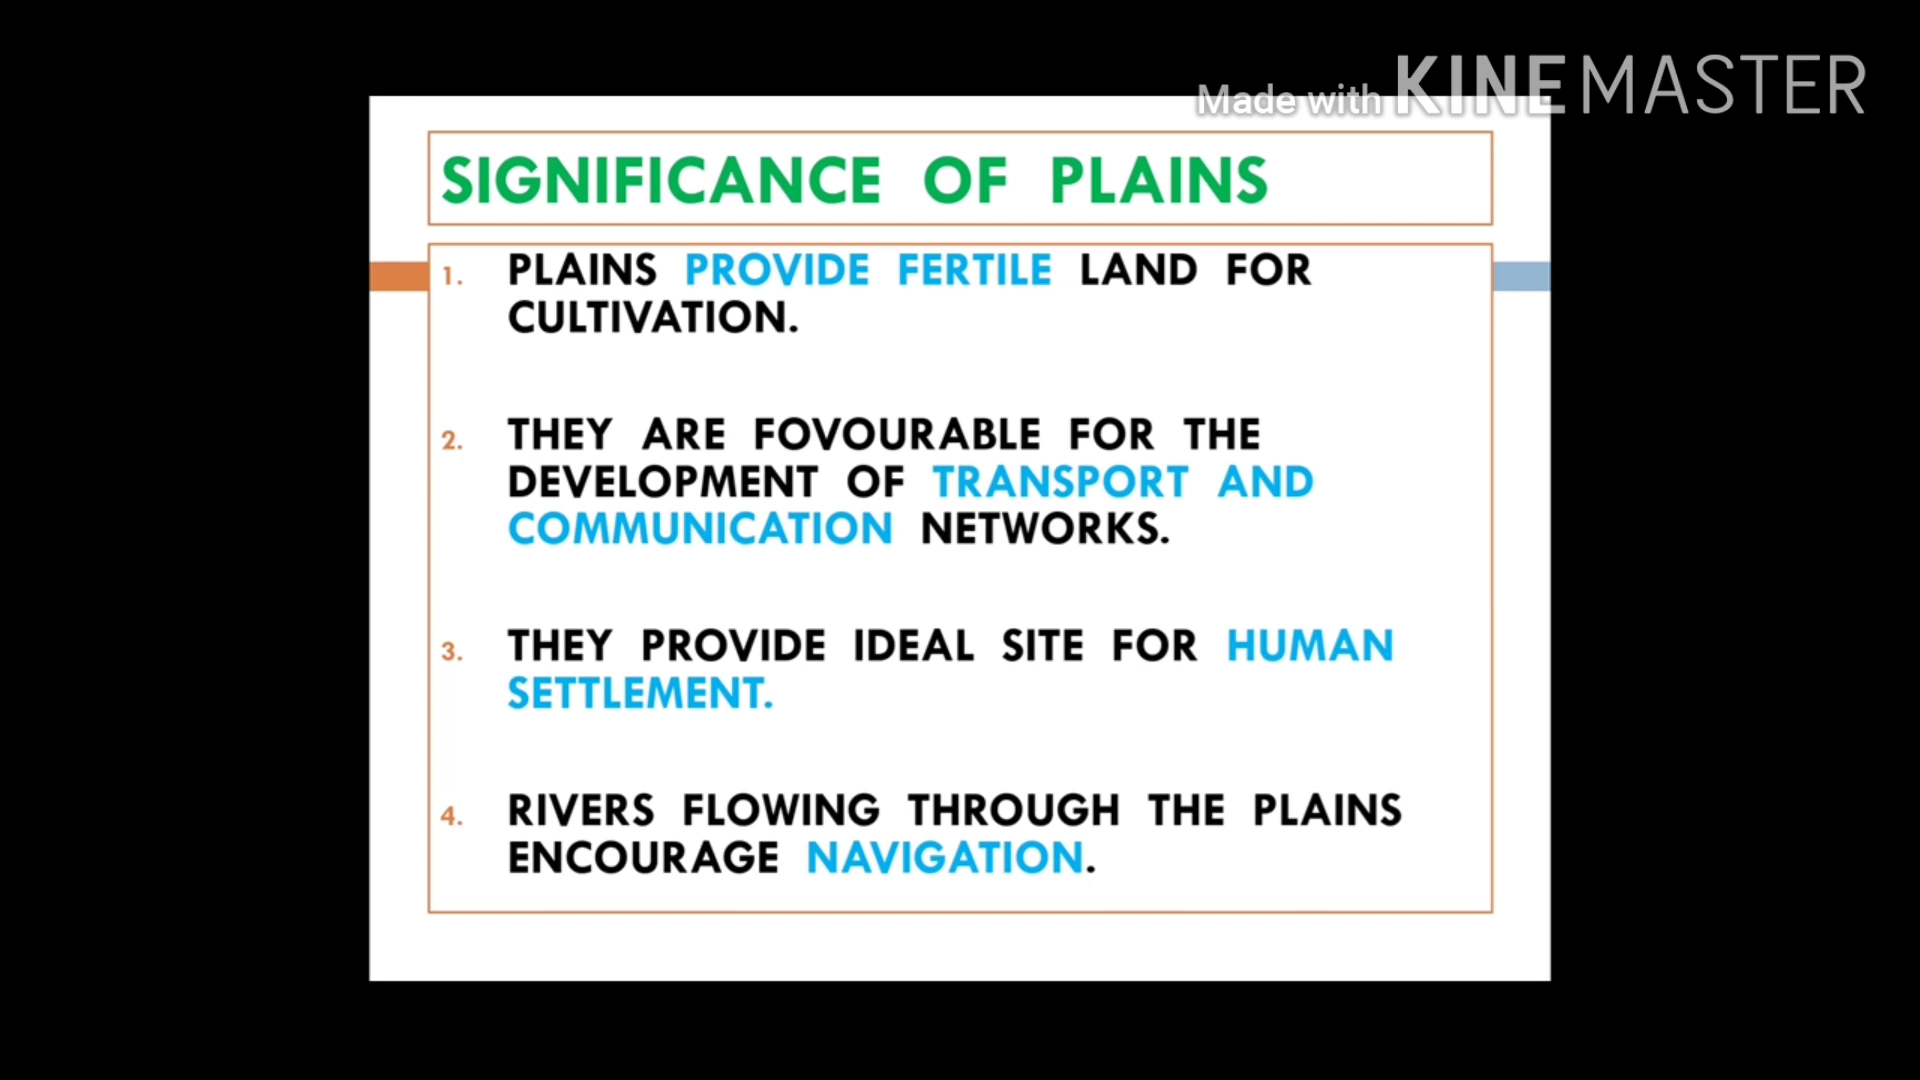 Made with KINEMASTER
SIGNIFICANCE OF PLAINS
1. PLAINS PROVIDE FERTILE LAND FOR
CULTIVATION.
2. THEY ARE FOVOURABLE FOR THE
DEVELOPMENT OF TRANSPORT AND
COMMUNICATION NETWORKS.
3. THEY PROVIDE IDEAL SITE FOR HUMAN
SETTLEMENT.
4. RIVERS FLOWING THROUGH THE PLAINS
ENCOURAGE NAVIGATION.